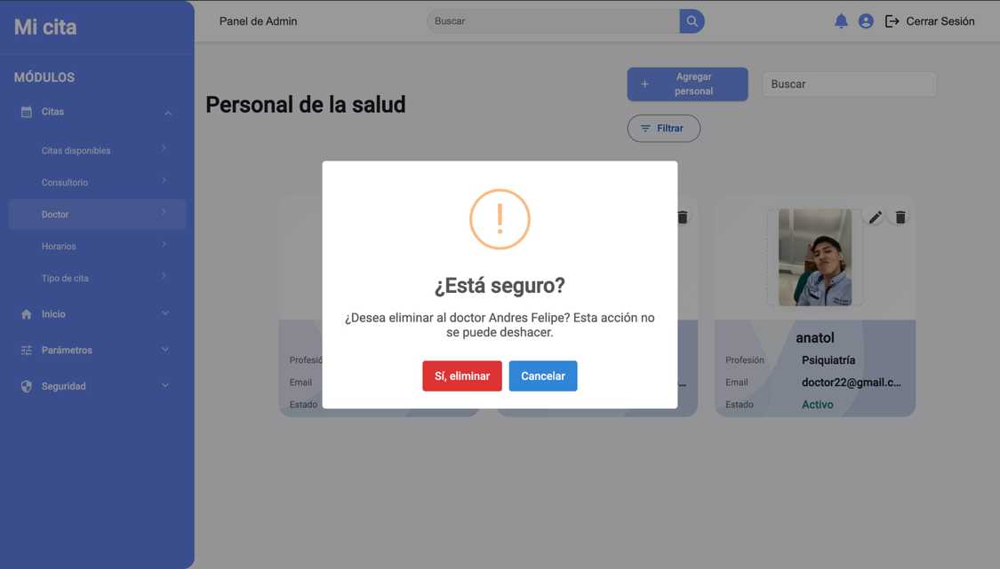 Mi cita
Panel de Admin
Buscar
Cerrar Sesión
MÓDULOS
Citas
Citas disponibles
Consultorio
Doctor
Horarios
Tipo de cita
Inicio
Parámetros
Seguridad
Personal de la salud
Agregar
personal
Buscar
Filtrar
¿Está seguro?
¿Desea eliminar al doctor Andres Felipe? Esta acción no
se puede deshacer.
Sí, eliminar
Cancelar
Email
Estado
anatol
Profesión Psiquiatría
Email doctor22@gmail.c...
Estado Activo